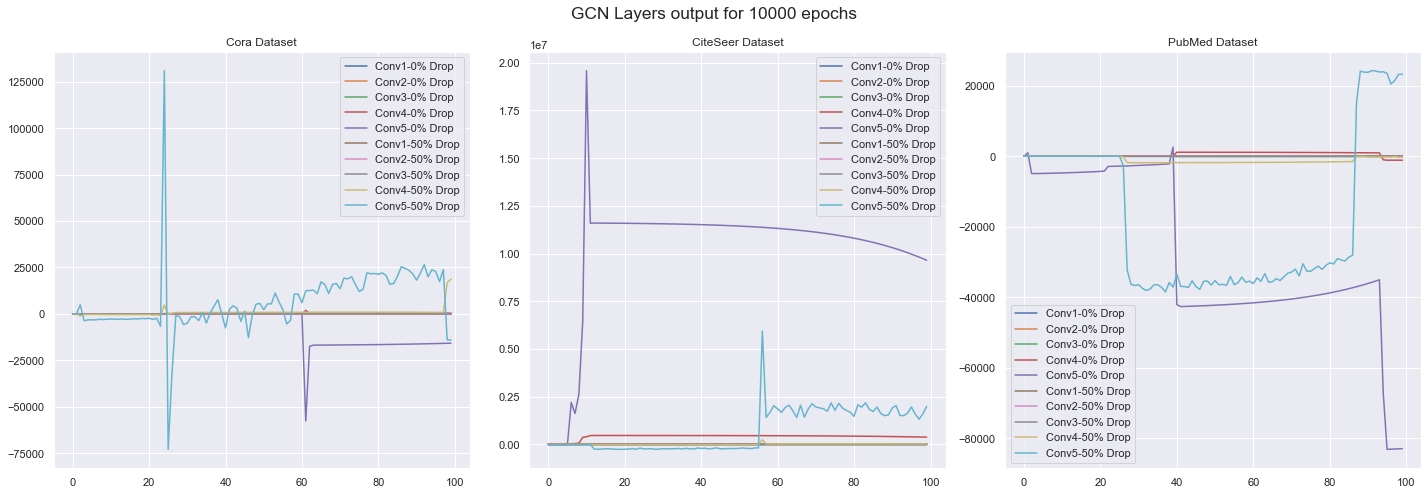 GCN Layers output for 10000 epochs
Cora Dataset
125000
100000
75000
50000
25000
0
−25000
−50000
−75000
0 20 40 60 80 100
Conv1-0% Drop
Conv2-0% Drop
Conv3-0% Drop
Conv4-0% Drop
Conv5-0% Drop
Conv1-50% Drop
Conv2-50% Drop
Conv3-50% Drop
Conv4-50% Drop
Conv5-50% Drop
CiteSeer Dataset
1e7
2.00
1.75
1.50
1.25
1.00
0.75
0.50
0.25
0.00
0 20 40 60 80 100
Conv1-0% Drop
Conv2-0% Drop
Conv3-0% Drop
Conv4-0% Drop
Conv5-0% Drop
Conv1-50% Drop
Conv2-50% Drop
Conv3-50% Drop
Conv4-50% Drop
Conv5-50% Drop
PubMed Dataset
20000
0
−20000
−40000
−60000
−80000
0 20 40 60 80 100
Conv1-0% Drop
Conv2-0% Drop
Conv3-0% Drop
Conv4-0% Drop
Conv5-0% Drop
Conv1-50% Drop
Conv2-50% Drop
Conv3-50% Drop
Conv4-50% Drop
Conv5-50% Drop